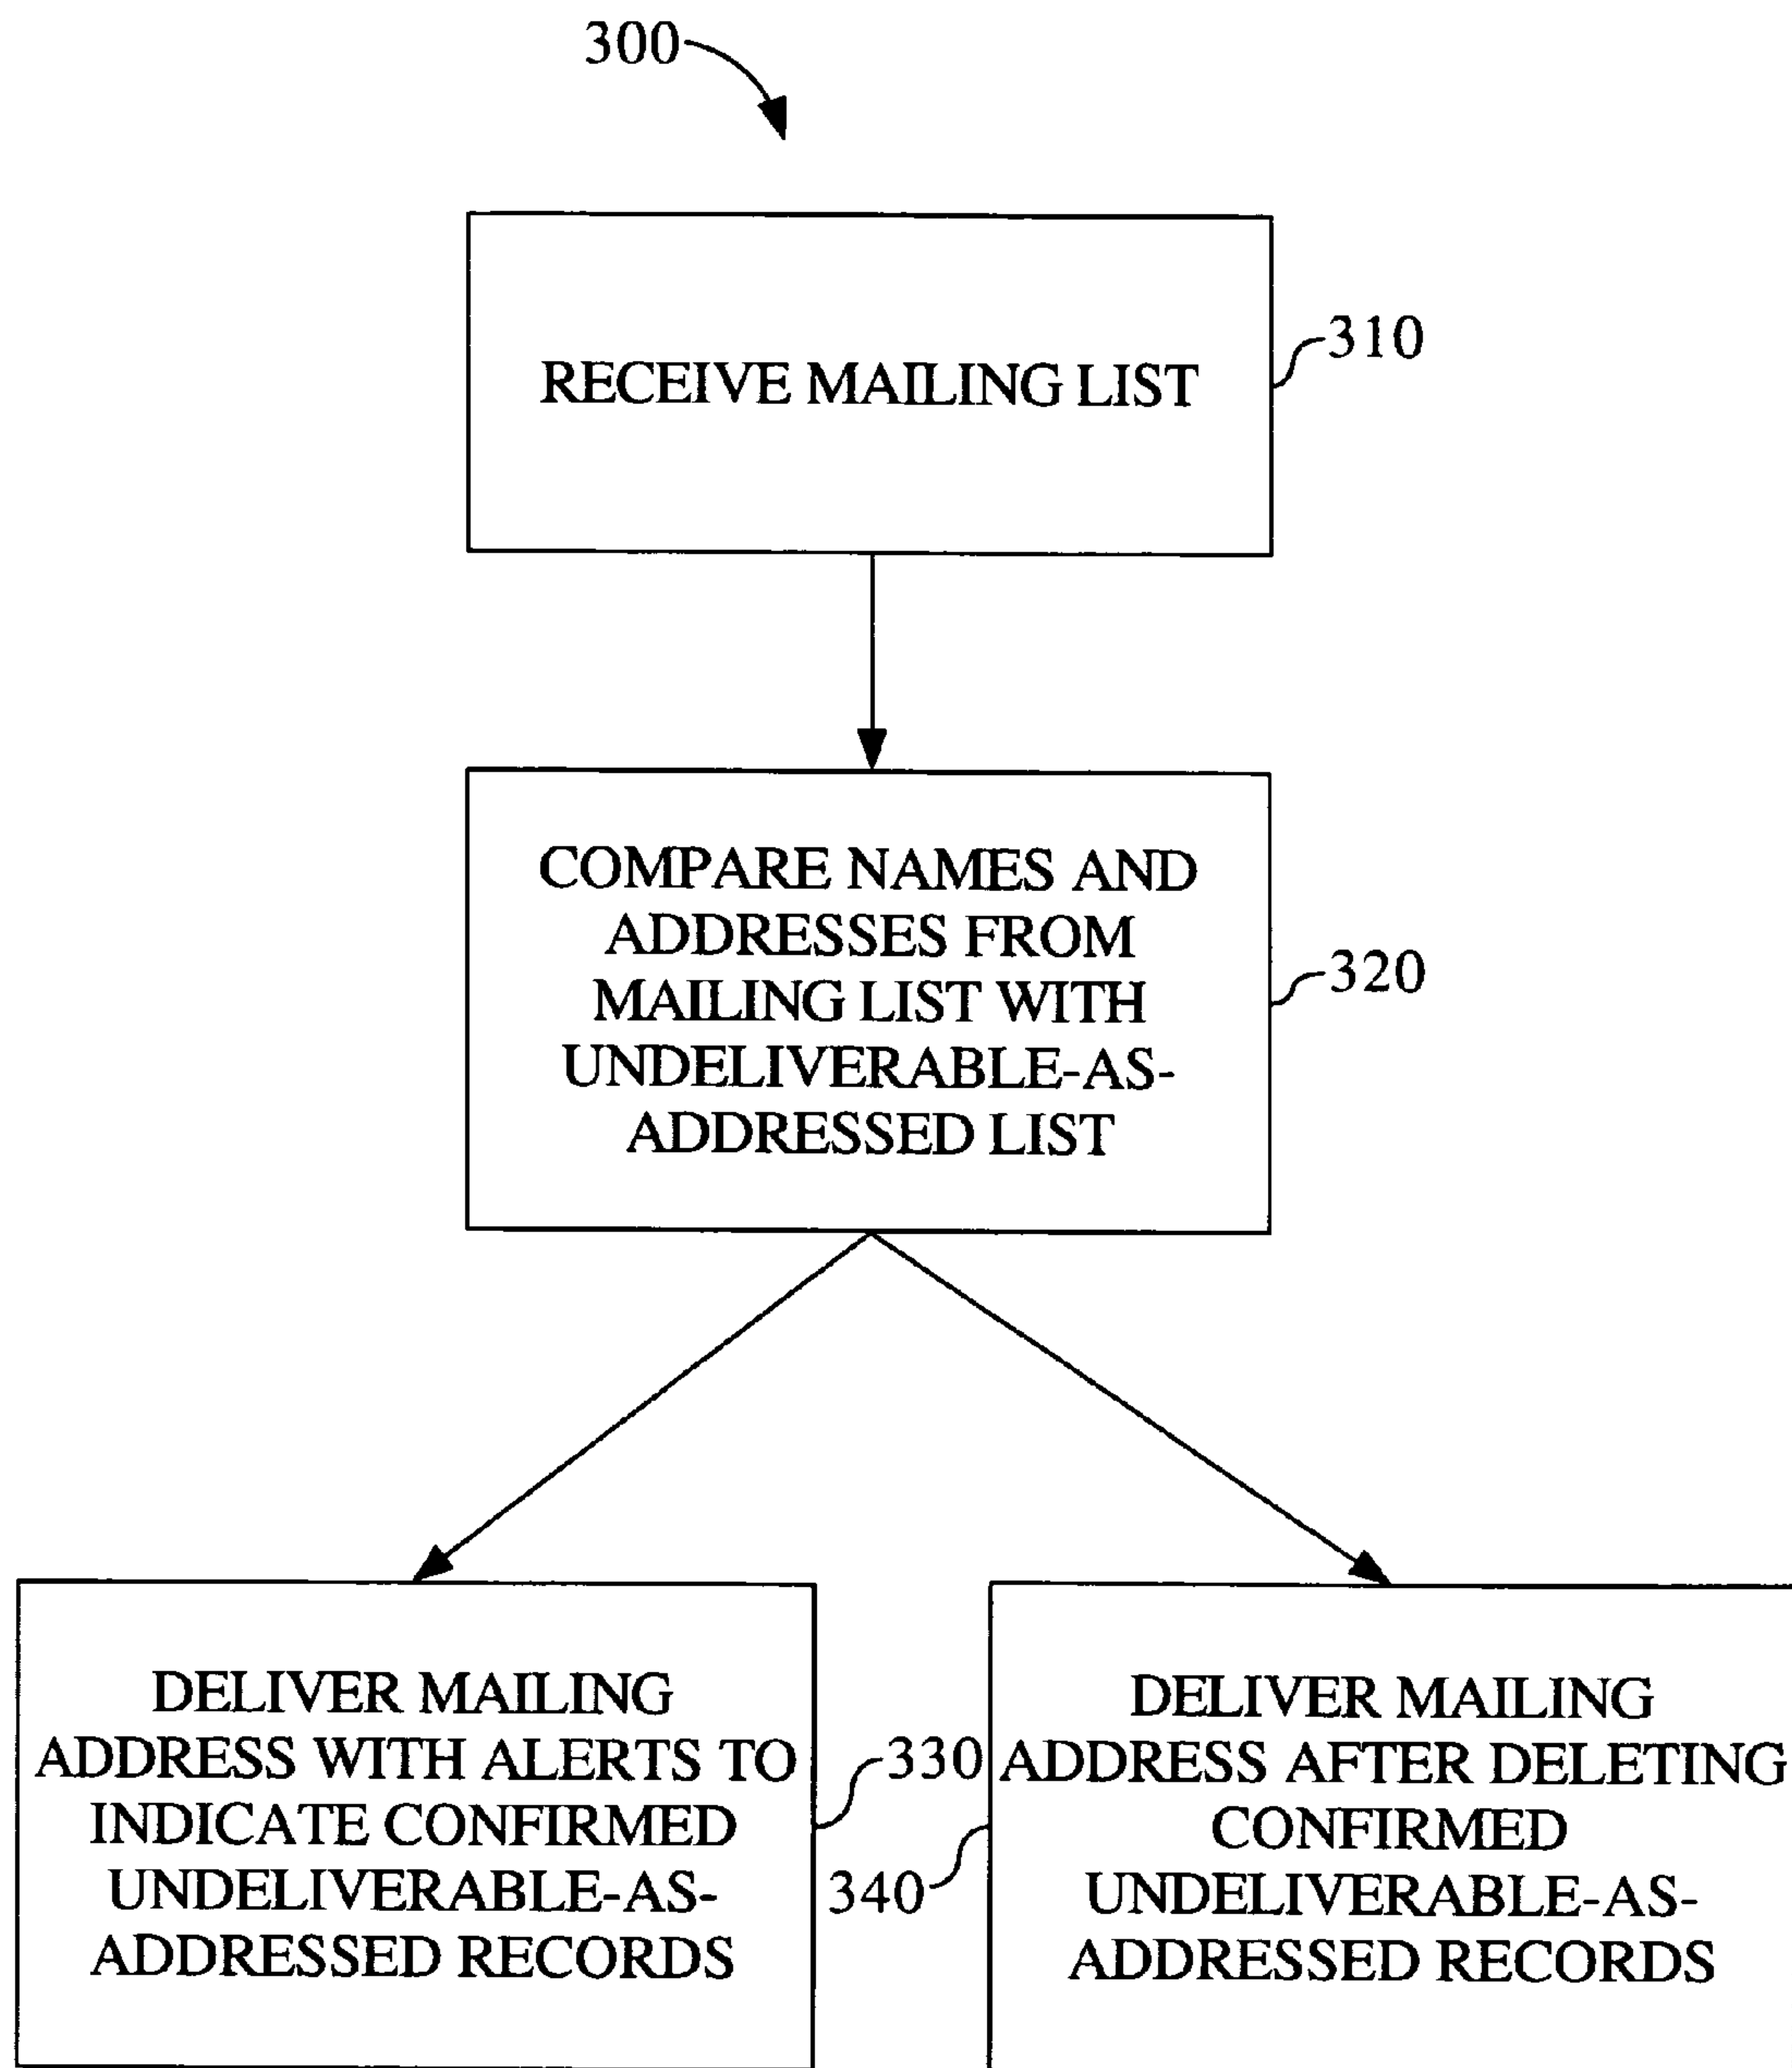 300
RECEIVE MAILING LIST
310
COMPARE NAMES AND
ADDRESSES FROM
MAILING LIST WITH
UNDELIVERABLE-AS-
ADDRESSED LIST
320
DELIVER MAILING
ADDRESS WITH ALERTS TO
INDICATE CONFIRMED
UNDELIVERABLE-AS-
ADDRESSED RECORDS
330
DELIVER MAILING
ADDRESS AFTER DELETING
CONFIRMED
UNDELIVERABLE-AS-
ADDRESSED RECORDS
340